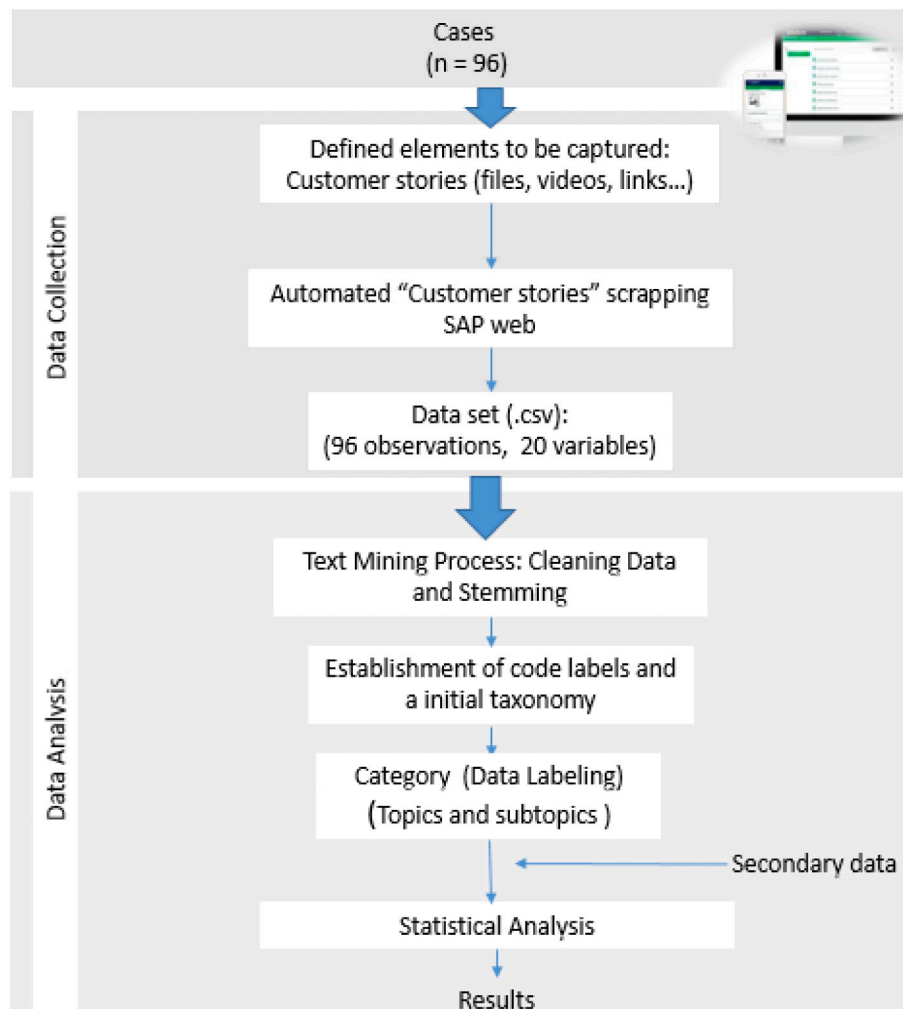 Cases
(n = 96)
Data Collection
Defined elements to be captured:
Customer stories (files, videos, links...)
Automated “Customer stories” scrapping
SAP web
Data set (.csv):
(96 observations, 20 variables)
Data Analysis
Text Mining Process: Cleaning Data
and Stemming
Establishment of code labels and
a initial taxonomy
Category (Data Labeling)
(Topics and subtopics )
Secondary data
Statistical Analysis
Results